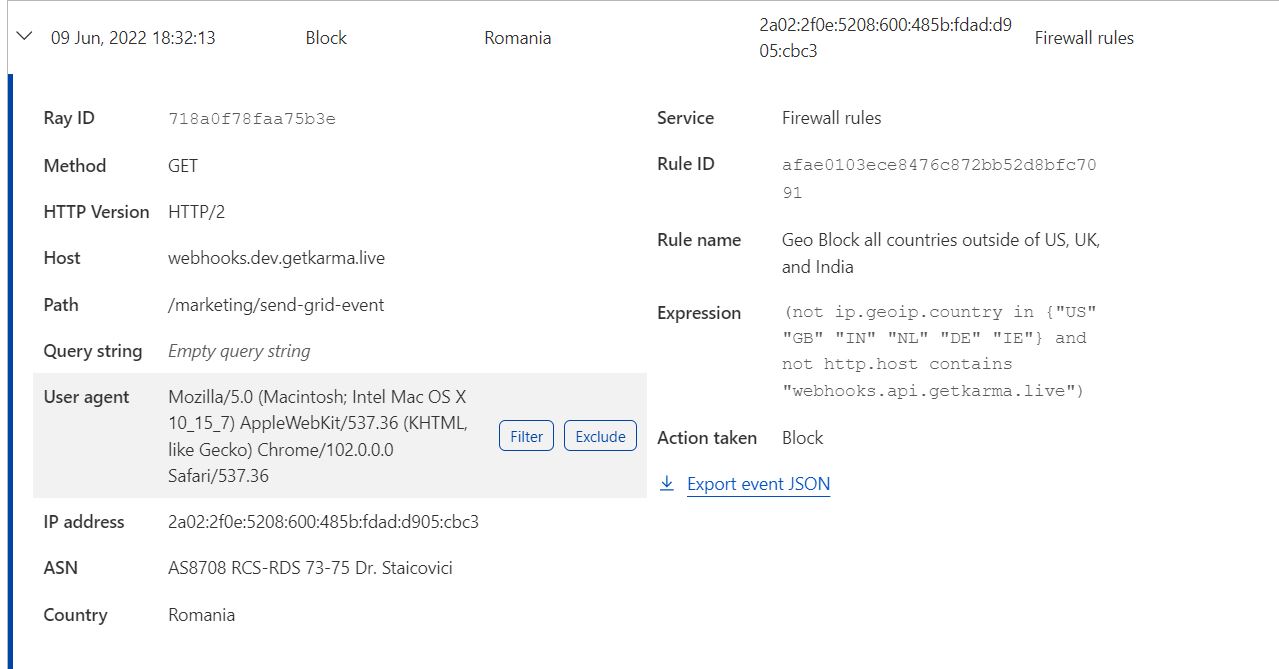 09 Jun, 2022 18:32:13 Block Romania 2a02:2f0e:5208:600:485b:fdad:d9 Firewall rules
05:cbc3
Ray ID 718a0f78faa75b3e
Method GET
HTTP Version HTTP/2
Host webhooks.dev.getkarma.live
Path /marketing/send-grid-event
Query string Empty query string
User agent Mozilla/5.0 (Macintosh; Intel Mac OS X
10_15_7) AppleWebKit/537.36 (KHTML,
like Gecko) Chrome/102.0.0.0
Safari/537.36
Filter Exclude
IP address 2a02:2f0e:5208:600:485b:fdad:d905:cbc3
ASN AS8708 RCS-RDS 73-75 Dr. Staicovici
Country Romania
Service Firewall rules
Rule ID afae0103ece8476c872bb52d8bfc70
91
Rule name Geo Block all countries outside of US, UK,
and India
Expression (not ip.geoip.country in {"US"
"GB" "IN" "NL" "DE" "IE"} and
not http.host contains
"webhooks.api.getkarma.live")
Action taken Block
Export event JSON